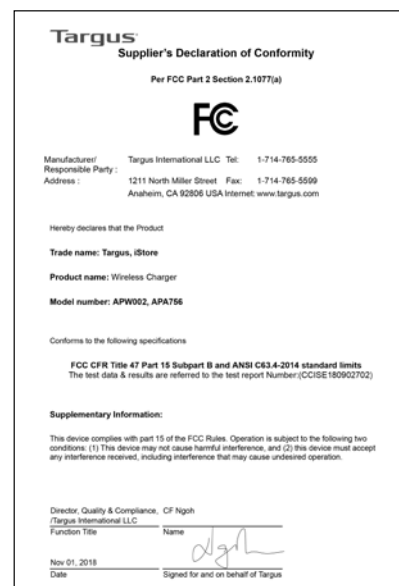 Targus
Supplier's Declaration of Conformity
Per FCC Part 2 Section 2.1077(a)
FC
Manufacturer/ Responsible Party : Targus International LLC Tel: 1-714-765-5555
Address : 1211 North Miller Street Fax: 1-714-765-5599
Anaheim, CA 92806 USA Internet: www.targus.com
Hereby declares that the Product
Trade name: Targus, iStore
Product name: Wireless Charger
Model number: APW002, APA756
Conforms to the following specifications
FCC CFR Title 47 Part 15 Subpart B and ANSI C63.4-2014 standard limits
The test data & results are referred to the test report Number:(CCISE180902702)
Supplementary Information:
This device complies with part 15 of the FCC Rules. Operation is subject to the following two
conditions: (1) This device may not cause harmful interference, and (2) this device must accept
any interference received, including interference that may cause undesired operation.
Director, Quality & Compliance, CF Ngoh
/Targus International LLC
Function Title Name
Nov 01, 2018
Date Signed for and on behalf of Targus